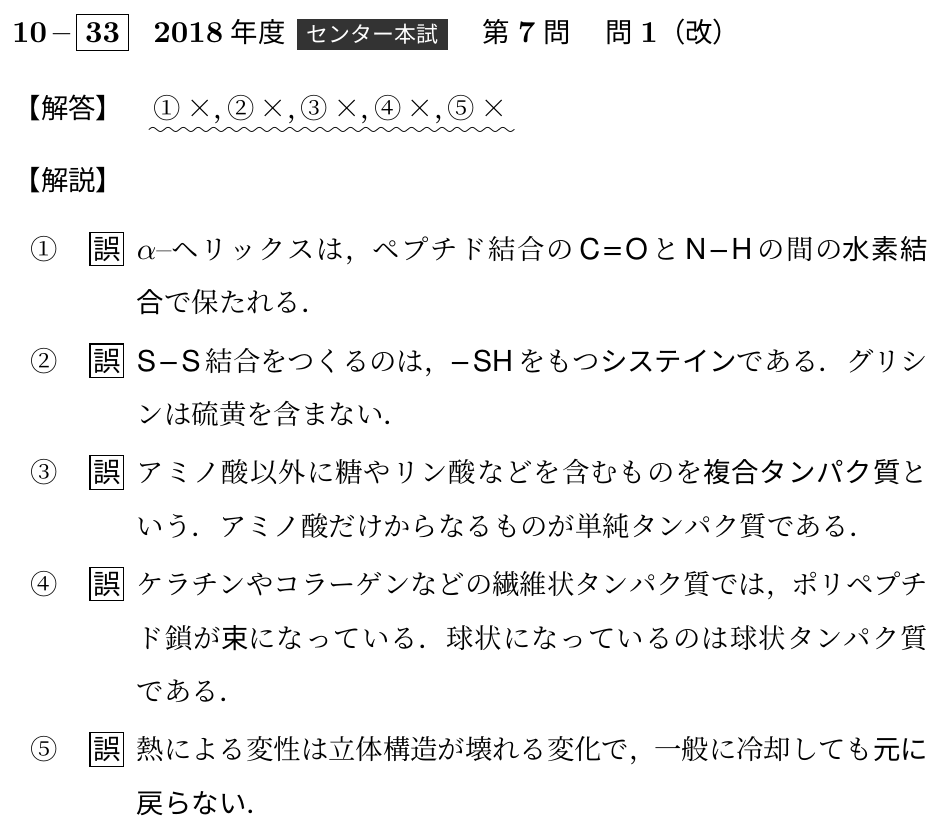 10－33 2018年度 センター本試 第7問 問1（改）
【解答】 ①×,②×,③×,④×,⑤×
【解説】
① 誤 α–ヘリックスは，ペプチド結合のC=OとN−Hの間の水素結
合で保たれる．
② 誤 S−S結合をつくるのは，−SHをもつシステインである．グリシ
ンは硫黄を含まない．
③ 誤 アミノ酸以外に糖やリン酸などを含むものを複合タンパク質と
いう．アミノ酸だけからなるものが単純タンパク質である．
④ 誤 ケラチンやコラーゲンなどの繊維状タンパク質では，ポリペプチ
ド鎖が束になっている．球状になっているのは球状タンパク質
である．
⑤ 誤 熱による変性は立体構造が壊れる変化で，一般に冷却しても元に
戻らない．